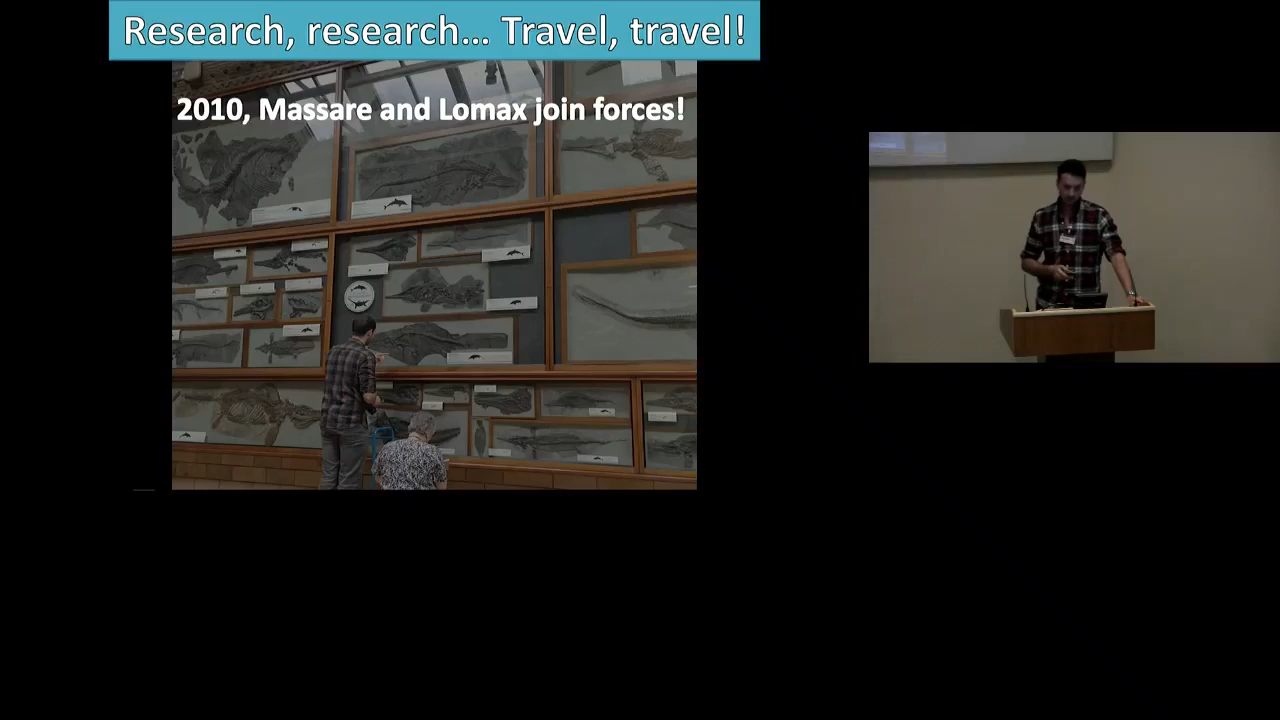 Research, research... Travel, travel!
2010, Massare and Lomax join forces!